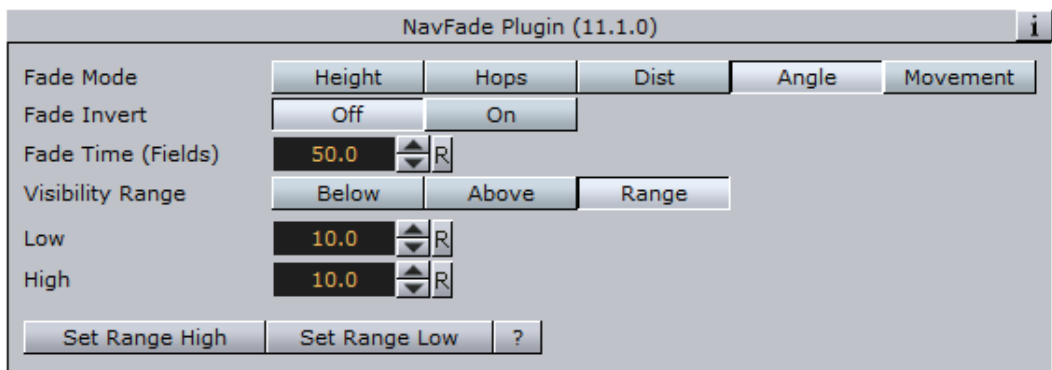 NavFade Plugin (11.1.0) i
Fade Mode Height Hops Dist Angle Movement
Fade Invert Off On
Fade Time (Fields) 50.0 R
Visibility Range Below Above Range
Low 10.0 R
High 10.0 R
Set Range High Set Range Low ?